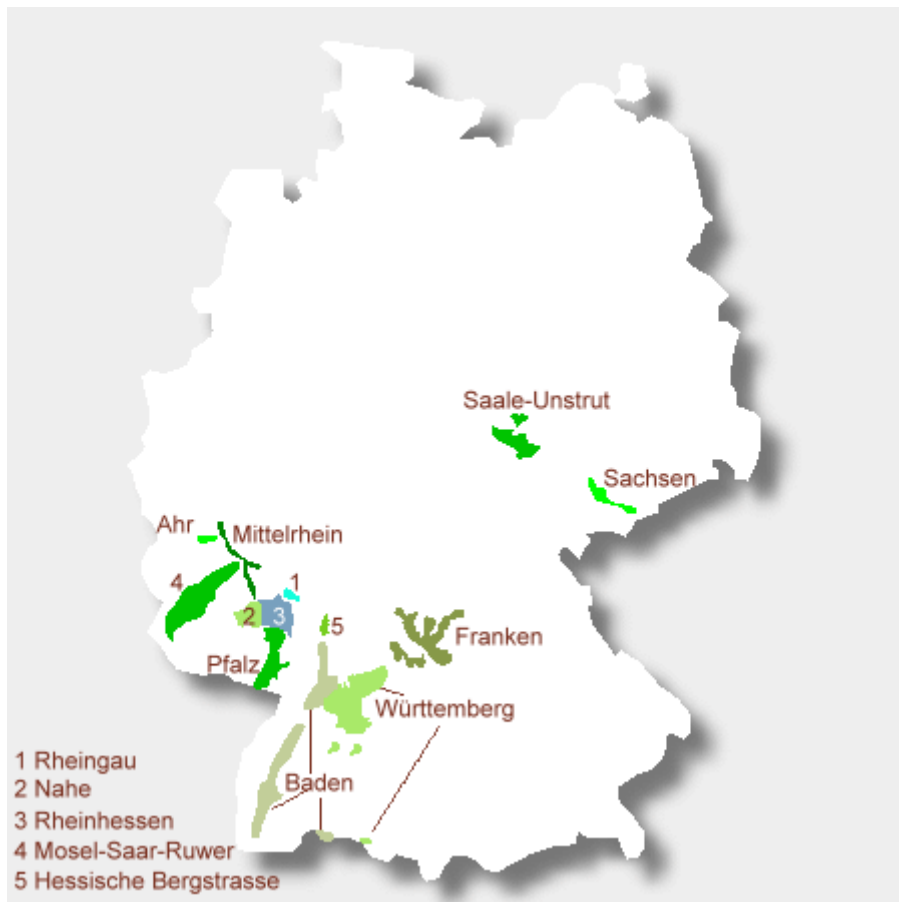 Saale-Unstrut
Sachsen
Ahr
Mittelrhein
4
1
2
3
5
Franken
Pfalz
Württemberg
Baden
1 Rheingau
2 Nahe
3 Rheinhessen
4 Mosel-Saar-Ruwer
5 Hessische Bergstrasse